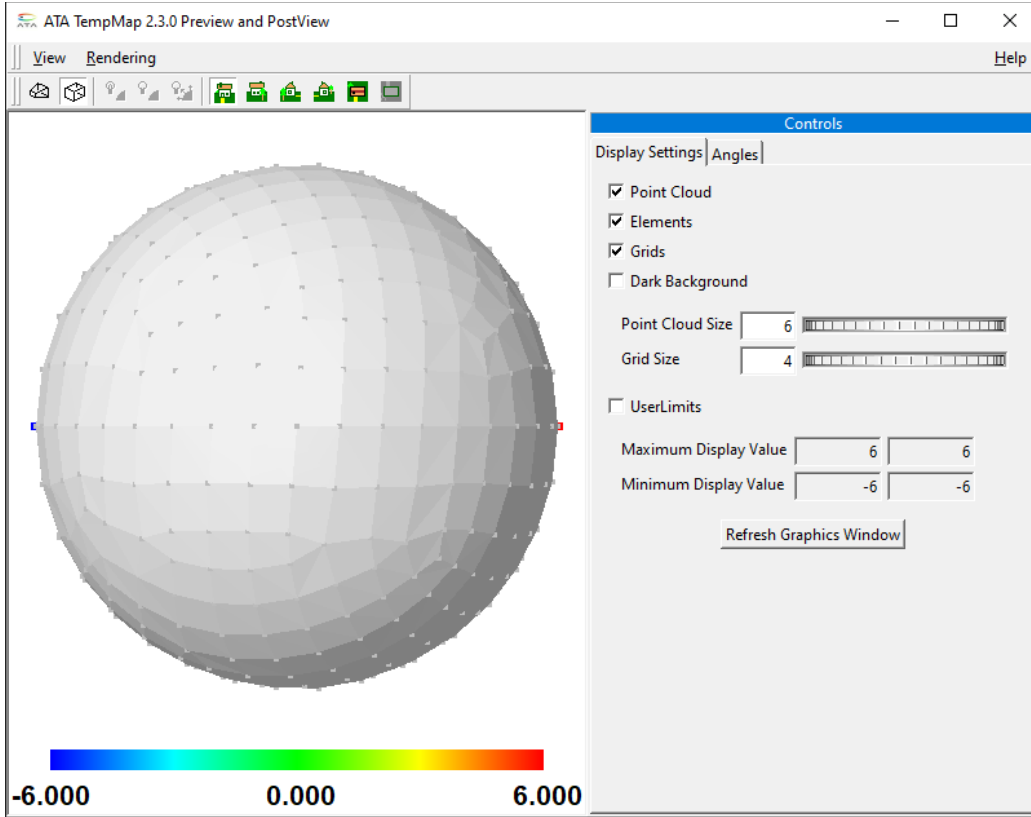 ATA TempMap 2.3.0 Preview and PostView
View Rendering Help
Controls
Display Settings Angles
Point Cloud
Elements
Grids
Dark Background
Point Cloud Size 6
Grid Size 4
UserLimits
Maximum Display Value 6 6
Minimum Display Value -6 -6
Refresh Graphics Window
-6.000 0.000 6.000